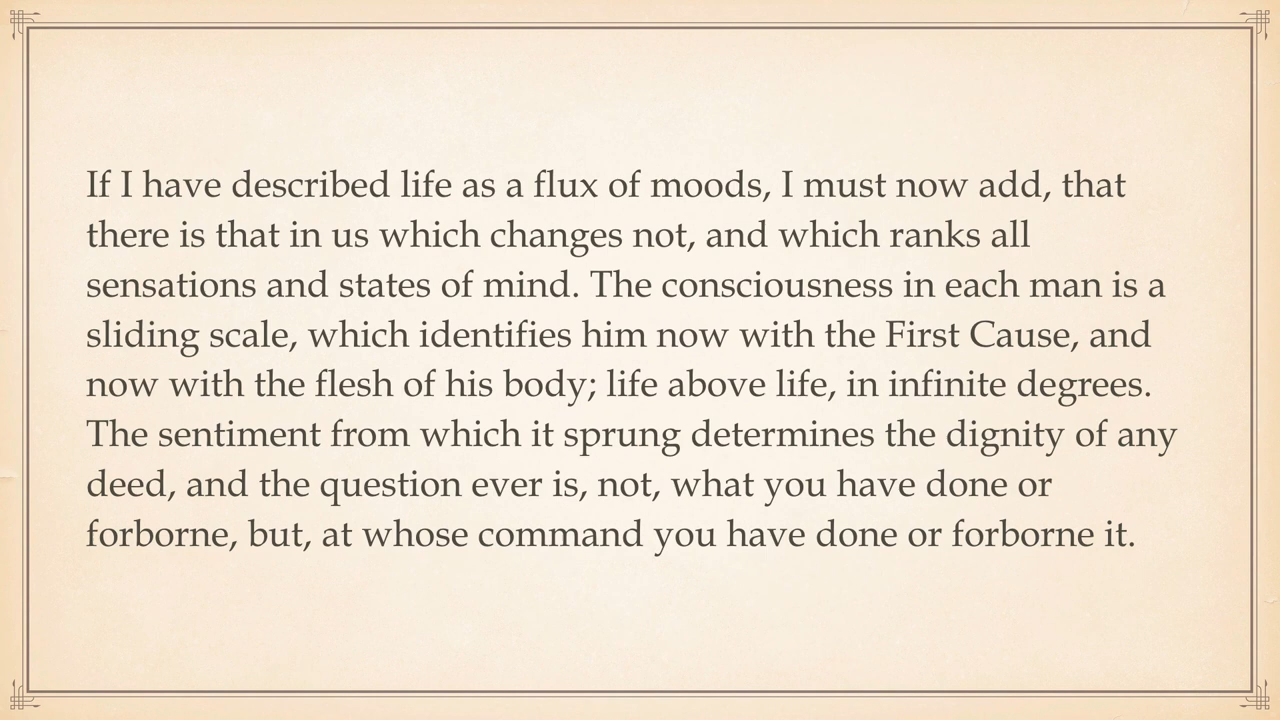 If I have described life as a flux of moods, I must now add, that
there is that in us which changes not, and which ranks all
sensations and states of mind. The consciousness in each man is a
sliding scale, which identifies him now with the First Cause, and
now with the flesh of his body; life above life, in infinite degrees.
The sentiment from which it sprung determines the dignity of any
deed, and the question ever is, not, what you have done or
forborne, but, at whose command you have done or forborne it.